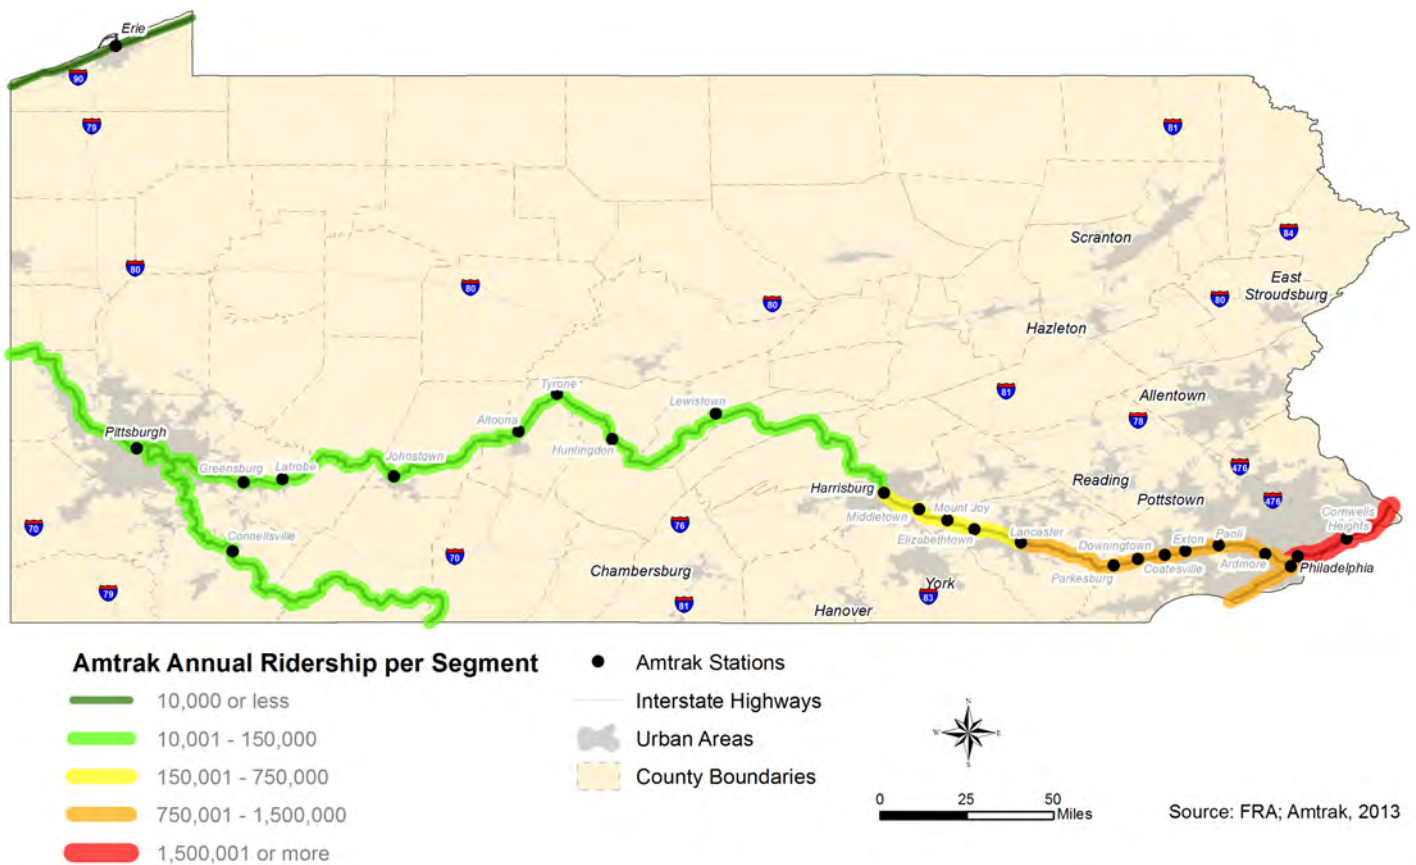 Erie
90
79
81
Scranton
84
80
80
80
80
East
Stroudsburg
Hazleton
Tyrone
Lewistown
81
Allentown
78
Altoona
Pittsburgh
Huntingdon
Johnstown
Greensburg
Latrobe
476
Reading
Harrisburg
Pottstown
476
Middletown
Mount Joy
Cornwells
Heights
70
76
Elizabethtown
Lancaster
Connellsville
Downingtown
Exton
Paoli
70
Chambersburg
Parkesburg
Coatesville
Ardmore
Philadelphia
York
79
81
83
Hanover
Amtrak Annual Ridership per Segment
10,000 or less
10,001 - 150,000
150,001 - 750,000
750,001 - 1,500,000
1,500,001 or more
Amtrak Stations
Interstate Highways
Urban Areas
County Boundaries
N
W
E
S
0
25
50
Miles
Source: FRA; Amtrak, 2013